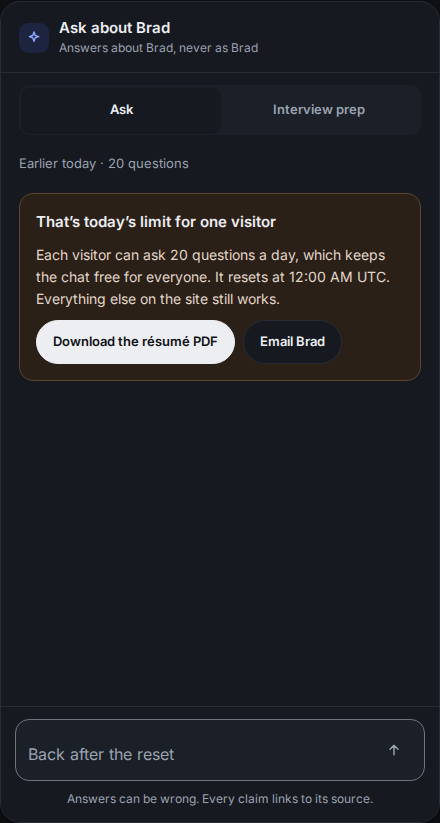 Ask about Brad
Answers about Brad, never as Brad
Ask
Interview prep
Earlier today · 20 questions
That’s today’s limit for one visitor
Each visitor can ask 20 questions a day, which keeps
the chat free for everyone. It resets at 12:00 AM UTC.
Everything else on the site still works.
Download the résumé PDF
Email Brad
Back after the reset
Answers can be wrong. Every claim links to its source.